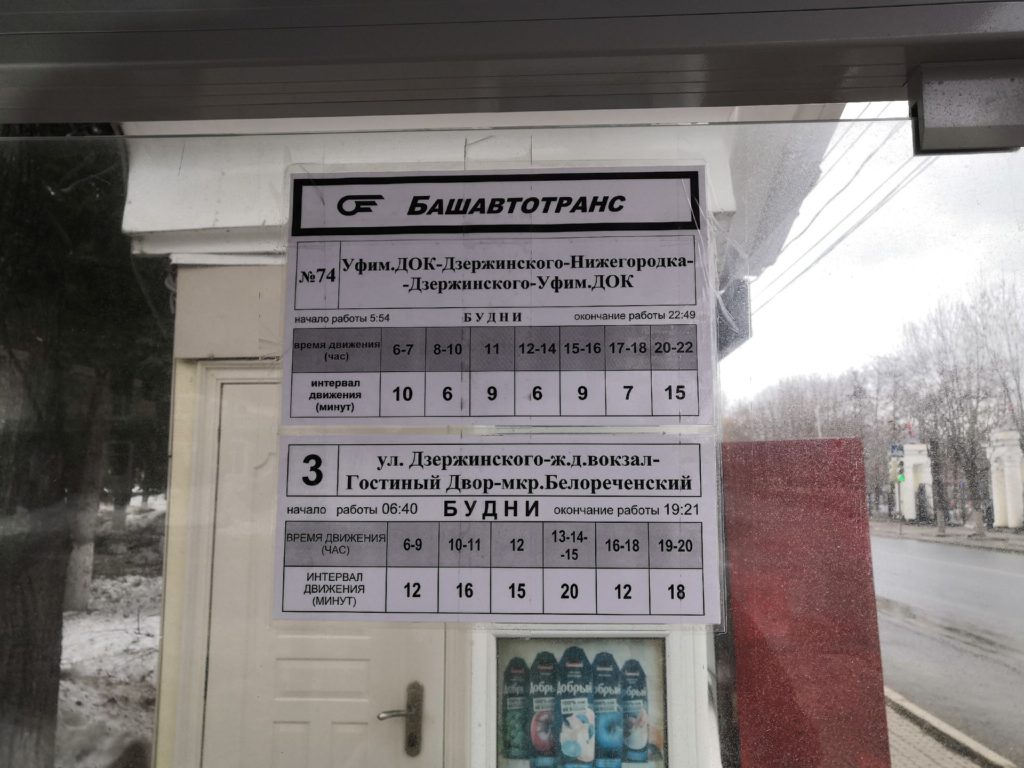 БАШАВТОТРАНС
№74
Уфим.ДОК-Дзержинского-Нижегородка-
-Дзержинского-Уфим.ДОК
начало работы 5:54 БУДНИ окончание работы 22:49
время движения (час) 6-7 8-10 11 12-14 15-16 17-18 20-22
интервал движения (минут) 10 6 9 6 9 7 15
3
ул. Дзержинского-ж.д.вокзал-
Гостиный Двор-мкр.Белореченский
начало работы 06:40 БУДНИ окончание работы 19:21
ВРЕМЯ ДВИЖЕНИЯ (ЧАС) 6-9 10-11 12 13-14--15 16-18 19-20
ИНТЕРВАЛ ДВИЖЕНИЯ (МИНУТ) 12 16 15 20 12 18
Добрый